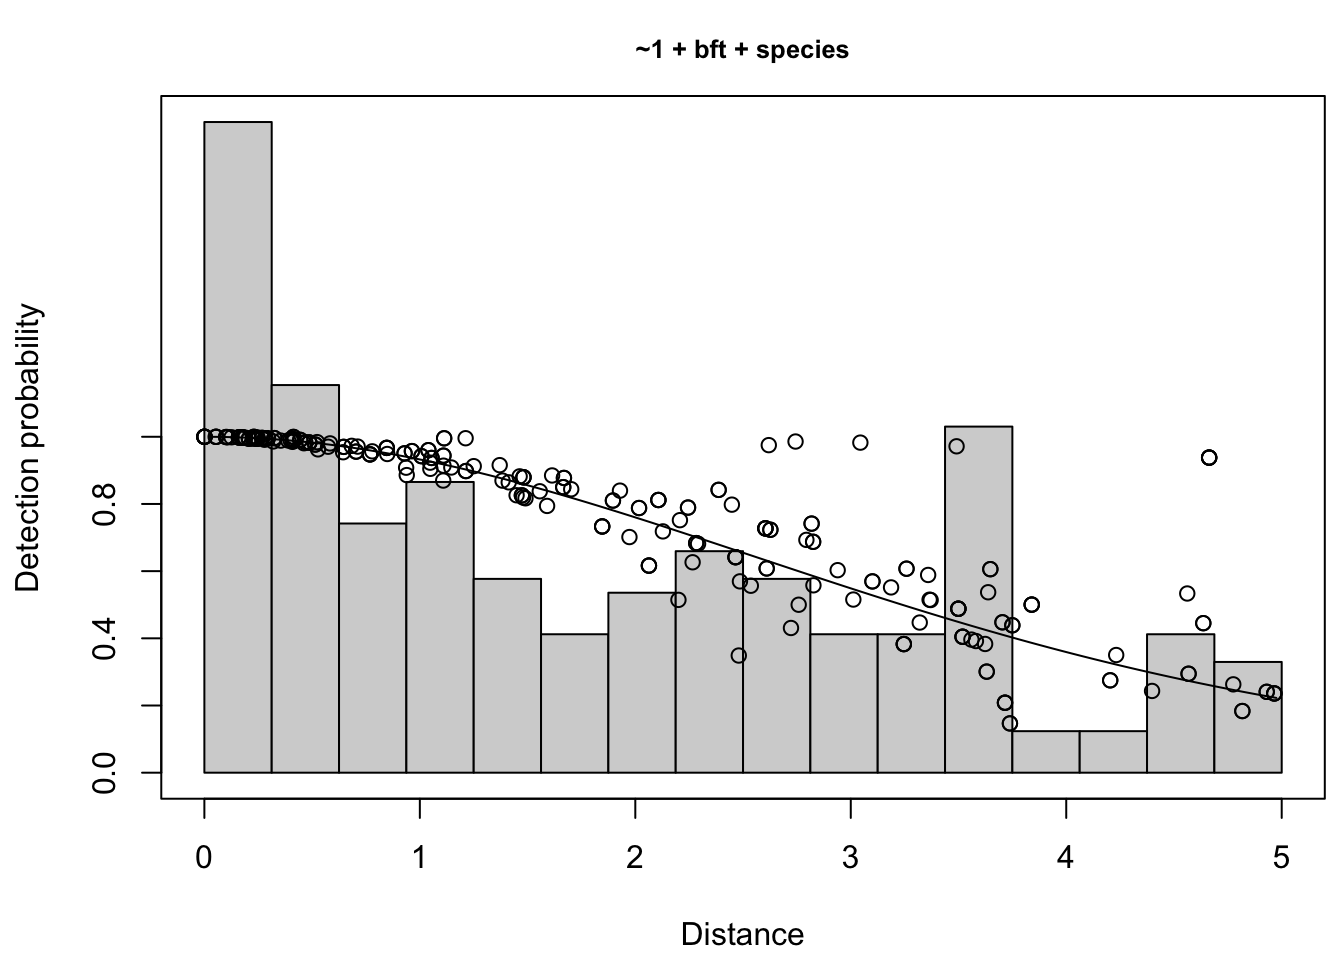 ~1 + bft + species
Detection probability
0.8
0.4
0.0
0 1 2 3 4 5
Distance